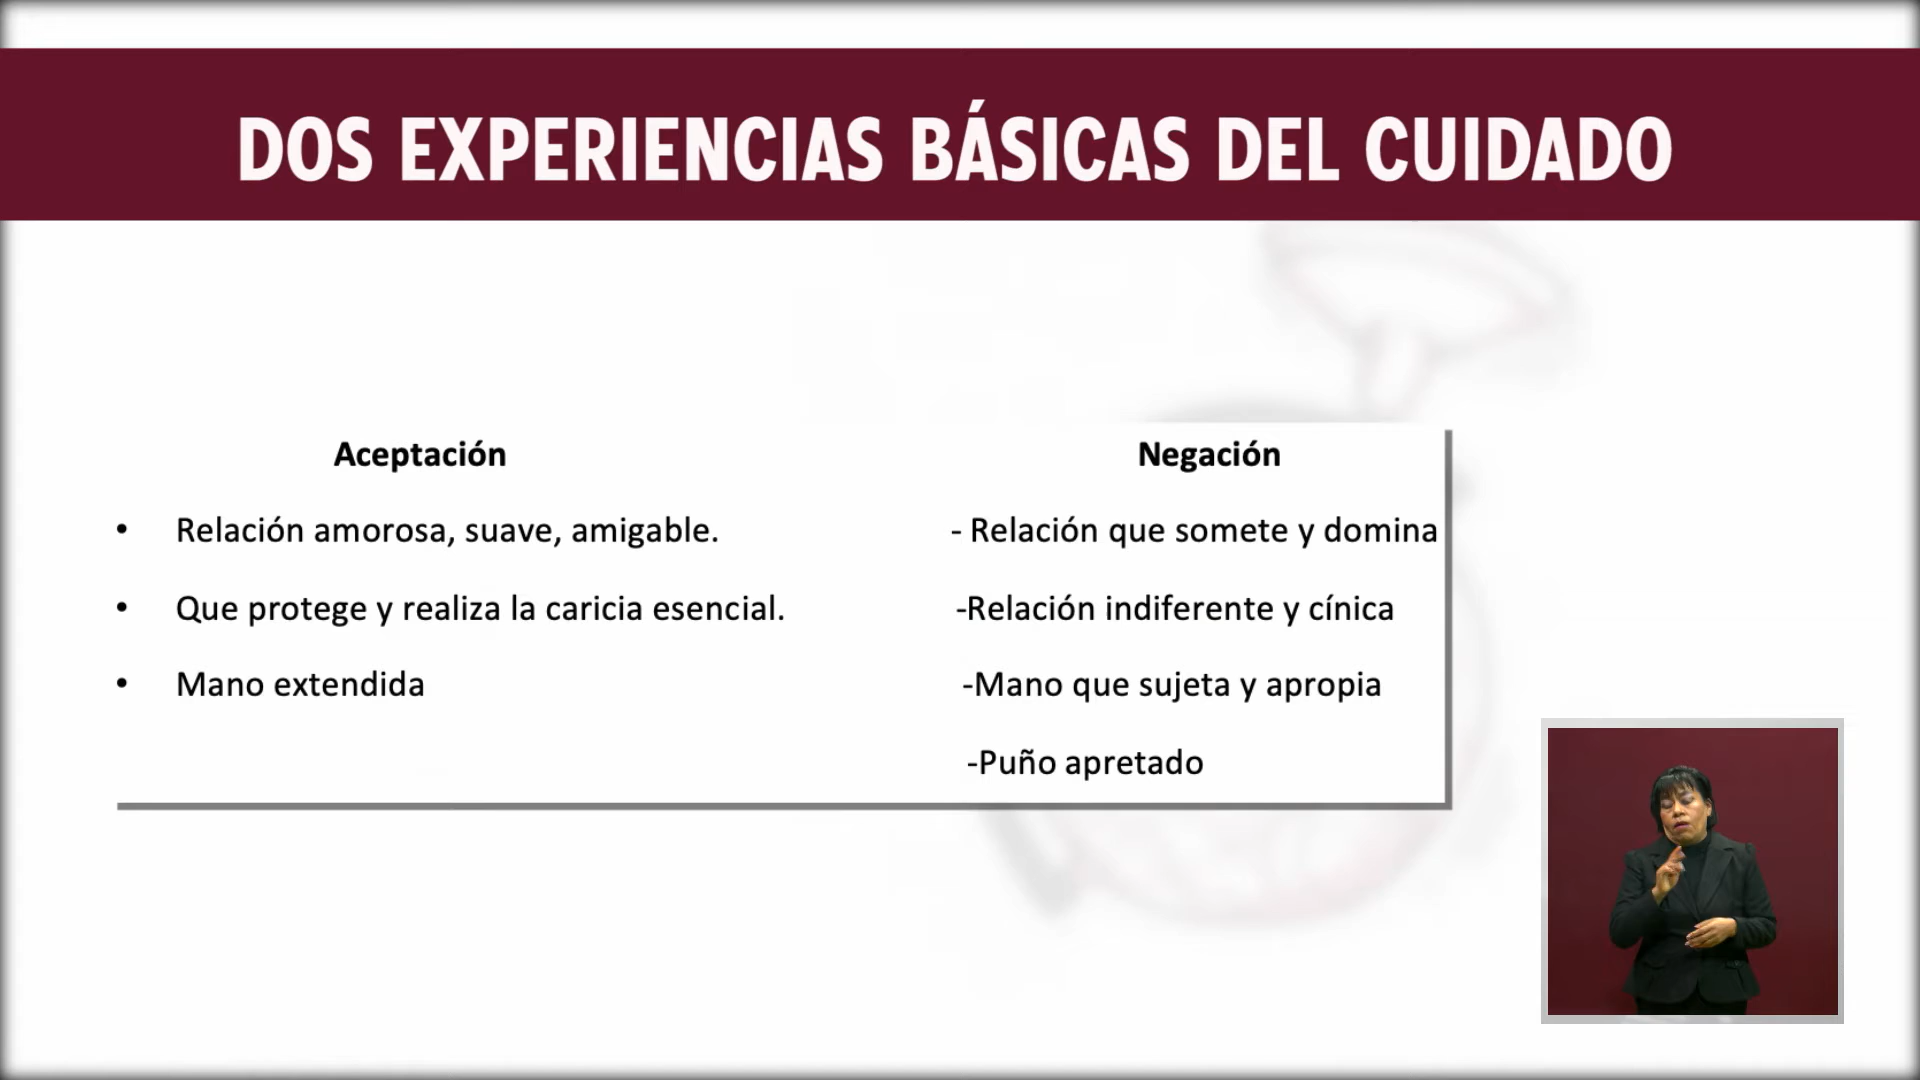 DOS EXPERIENCIAS BÁSICAS DEL CUIDADO
Aceptación
• Relación amorosa, suave, amigable.
• Que protege y realiza la caricia esencial.
• Mano extendida
Negación
- Relación que somete y domina
-Relación indiferente y cínica
-Mano que sujeta y apropia
-Puño apretado